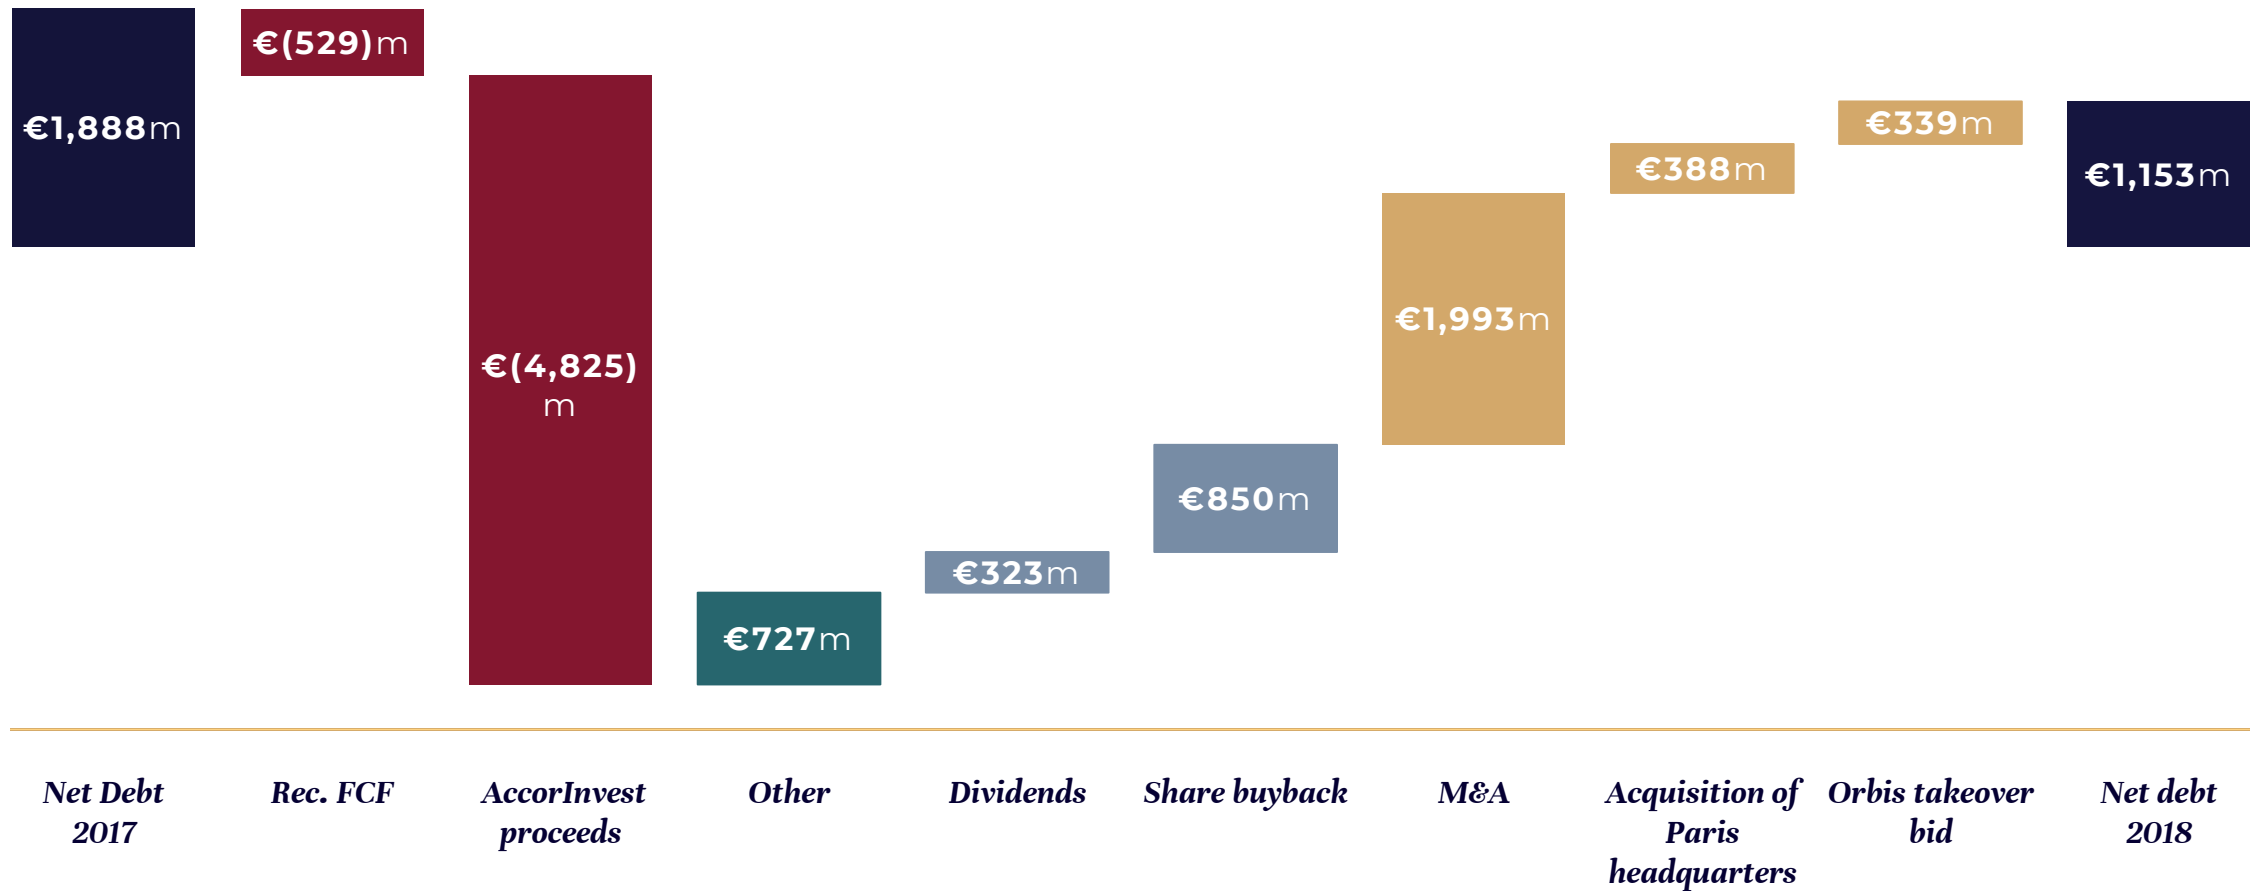 €1,888m
€(529)m
€(4,825)
m
€727m
€323m
€850m
€1,993m
€388m
€339m
€1,153m
Net Debt
2017
Rec. FCF
AccorInvest
proceeds
Other
Dividends
Share buyback
M&A
Acquisition of
Paris
headquarters
Orbis takeover
bid
Net debt
2018